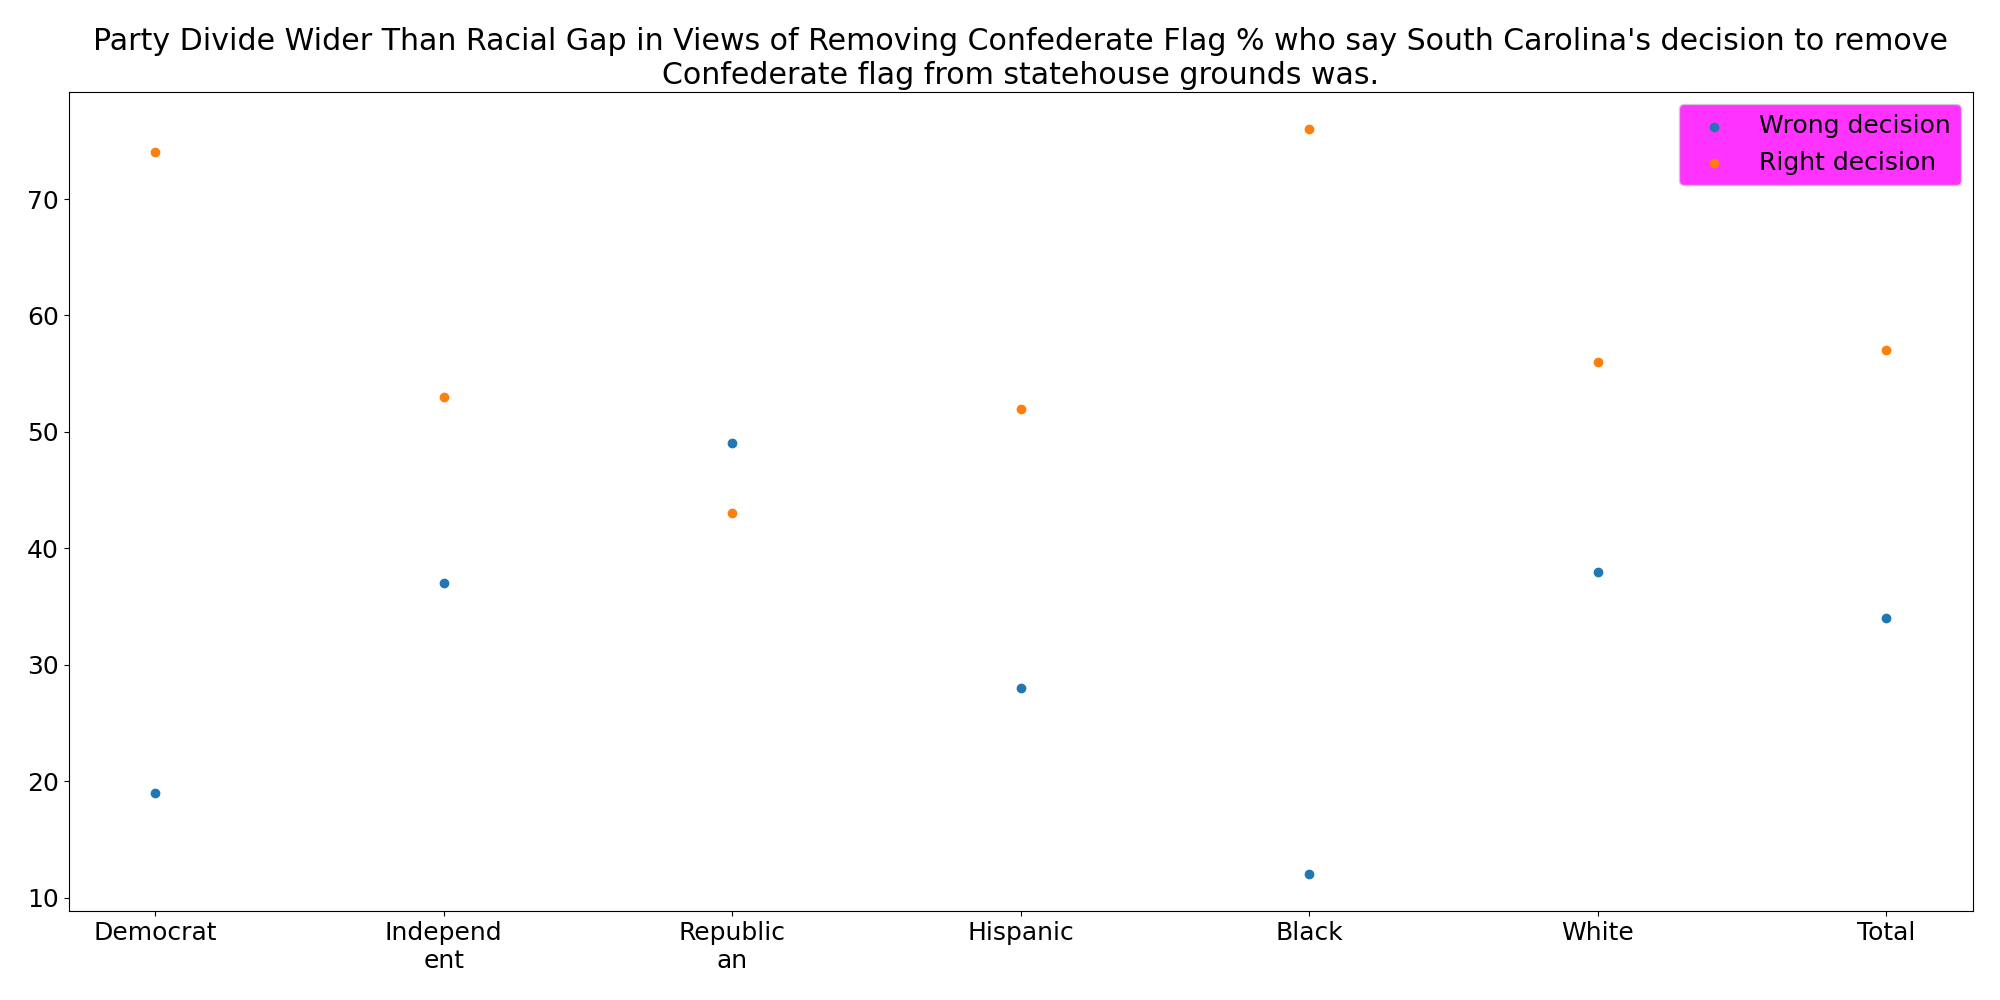 Party Divide Wider Than Racial Gap in Views of Removing Confederate Flag % who say South Carolina's decision to remove
Confederate flag from statehouse grounds was.
Wrong decision
Right decision
70
60
50
40
30
20
10
Democrat
Independ
ent
Republic
an
Hispanic
Black
White
Total